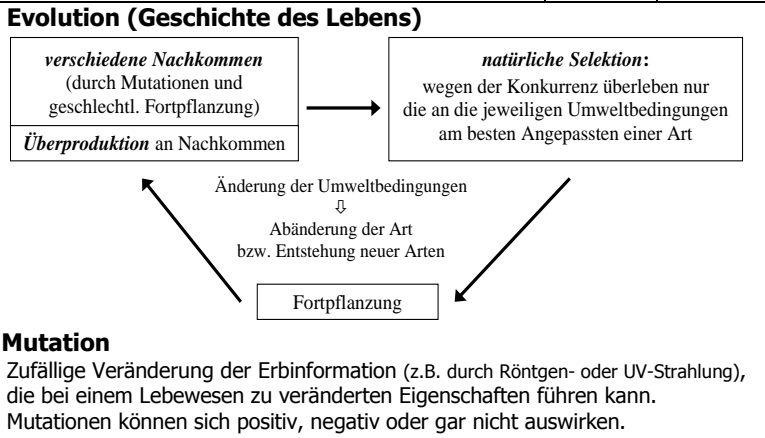 Evolution (Geschichte des Lebens)
verschiedene Nachkommen
(durch Mutationen und
geschlechtl. Fortpflanzung)
Überproduktion an Nachkommen
natürliche Selektion:
wegen der Konkurrenz überleben nur
die an die jeweiligen Umweltbedingungen
am besten Angepassten einer Art
Änderung der Umweltbedingungen
⇩
Abänderung der Art
bzw. Entstehung neuer Arten
Fortpflanzung
Mutation
Zufällige Veränderung der Erbinformation (z.B. durch Röntgen- oder UV-Strahlung),
die bei einem Lebewesen zu veränderten Eigenschaften führen kann.
Mutationen können sich positiv, negativ oder gar nicht auswirken.